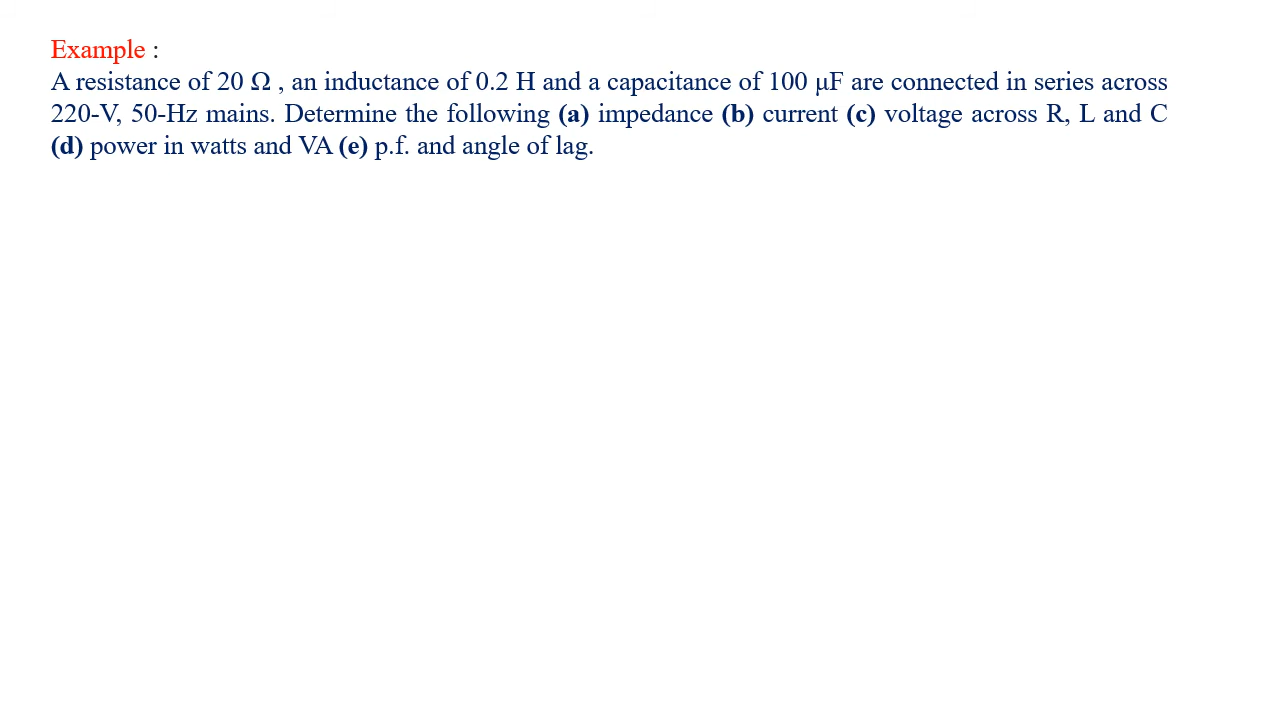 Example :
A resistance of 20 Ω , an inductance of 0.2 H and a capacitance of 100 μF are connected in series across
220-V, 50-Hz mains. Determine the following (a) impedance (b) current (c) voltage across R, L and C
(d) power in watts and VA (e) p.f. and angle of lag.